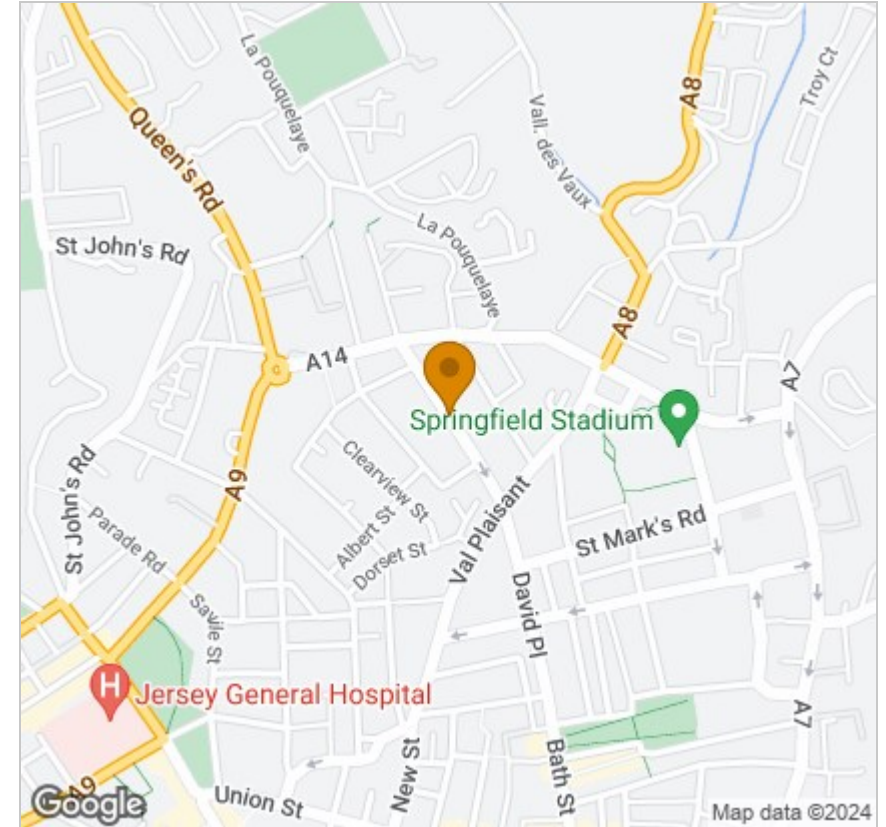 La Pouquelaye
Queen's Rd
A8
Troy Ct
Vall. des Vaux
St John's Rd
La Pouquelaye
A8
A14
A7
Springfield Stadium
A9
Clearview St
St John's Rd
Albert St
Val Plaisant
St Mark's Rd
Parade Rd
Dorset St
David Pl
Savile St
H
Jersey General Hospital
A7
A9
Union St
New St
Bath St
Google
Map data ©2024